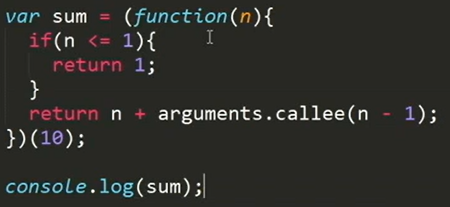 var sum = (function(n){
  if(n <= 1){
    return 1;
  }
  return n + arguments.callee(n - 1);
})(10);

console.log(sum);